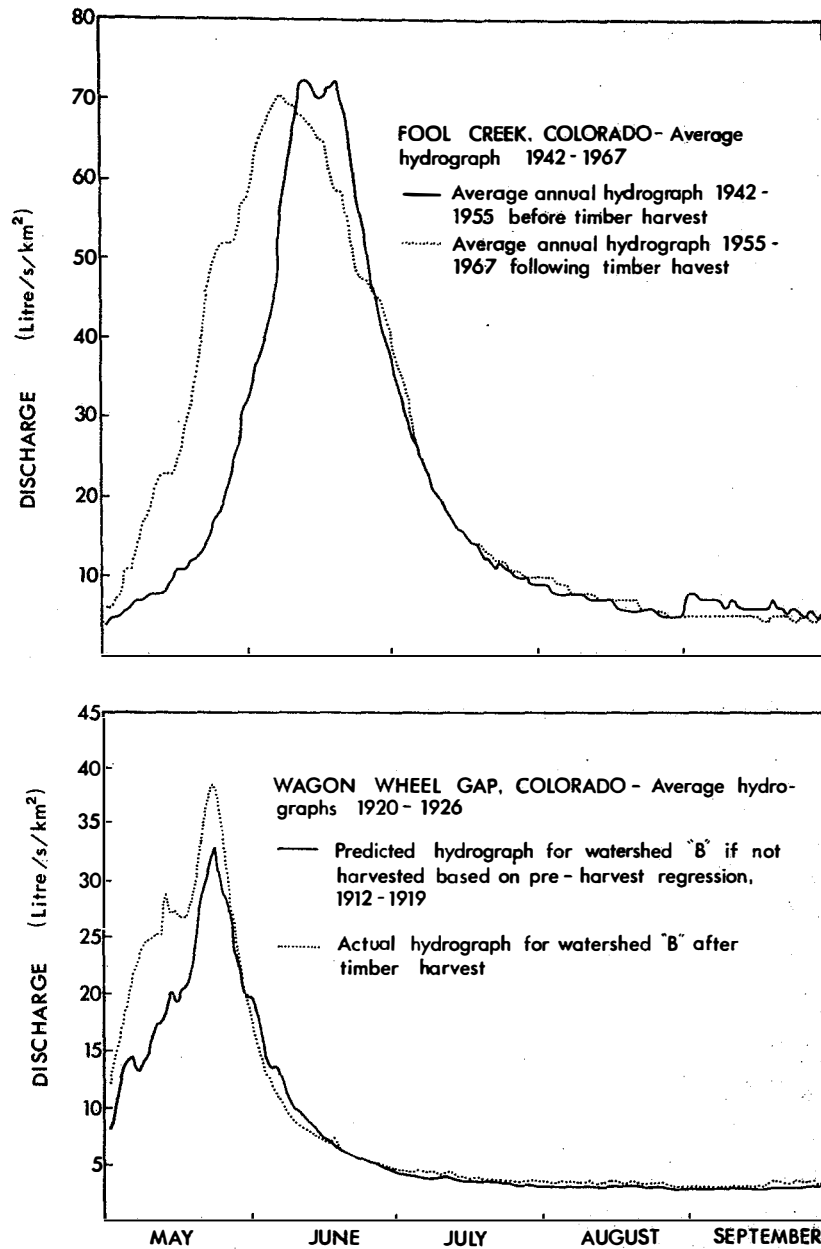 80
70
60
50
40
30
20
10
DISCHARGE (Litre/s/km²)
FOOL CREEK, COLORADO - Average
hydrograph 1942 - 1967
Average annual hydrograph 1942 -
1955 before timber harvest
Average annual hydrograph 1955 -
1967 following timber havest
45
40
35
30
25
20
15
10
5
DISCHARGE (Litre/s/km²)
WAGON WHEEL GAP, COLORADO - Average hydro-
graphs 1920 - 1926
Predicted hydrograph for watershed "B" if not
harvested based on pre - harvest regression,
1912 - 1919
Actual hydrograph for watershed "B" after
timber harvest
MAY JUNE JULY AUGUST SEPTEMBER